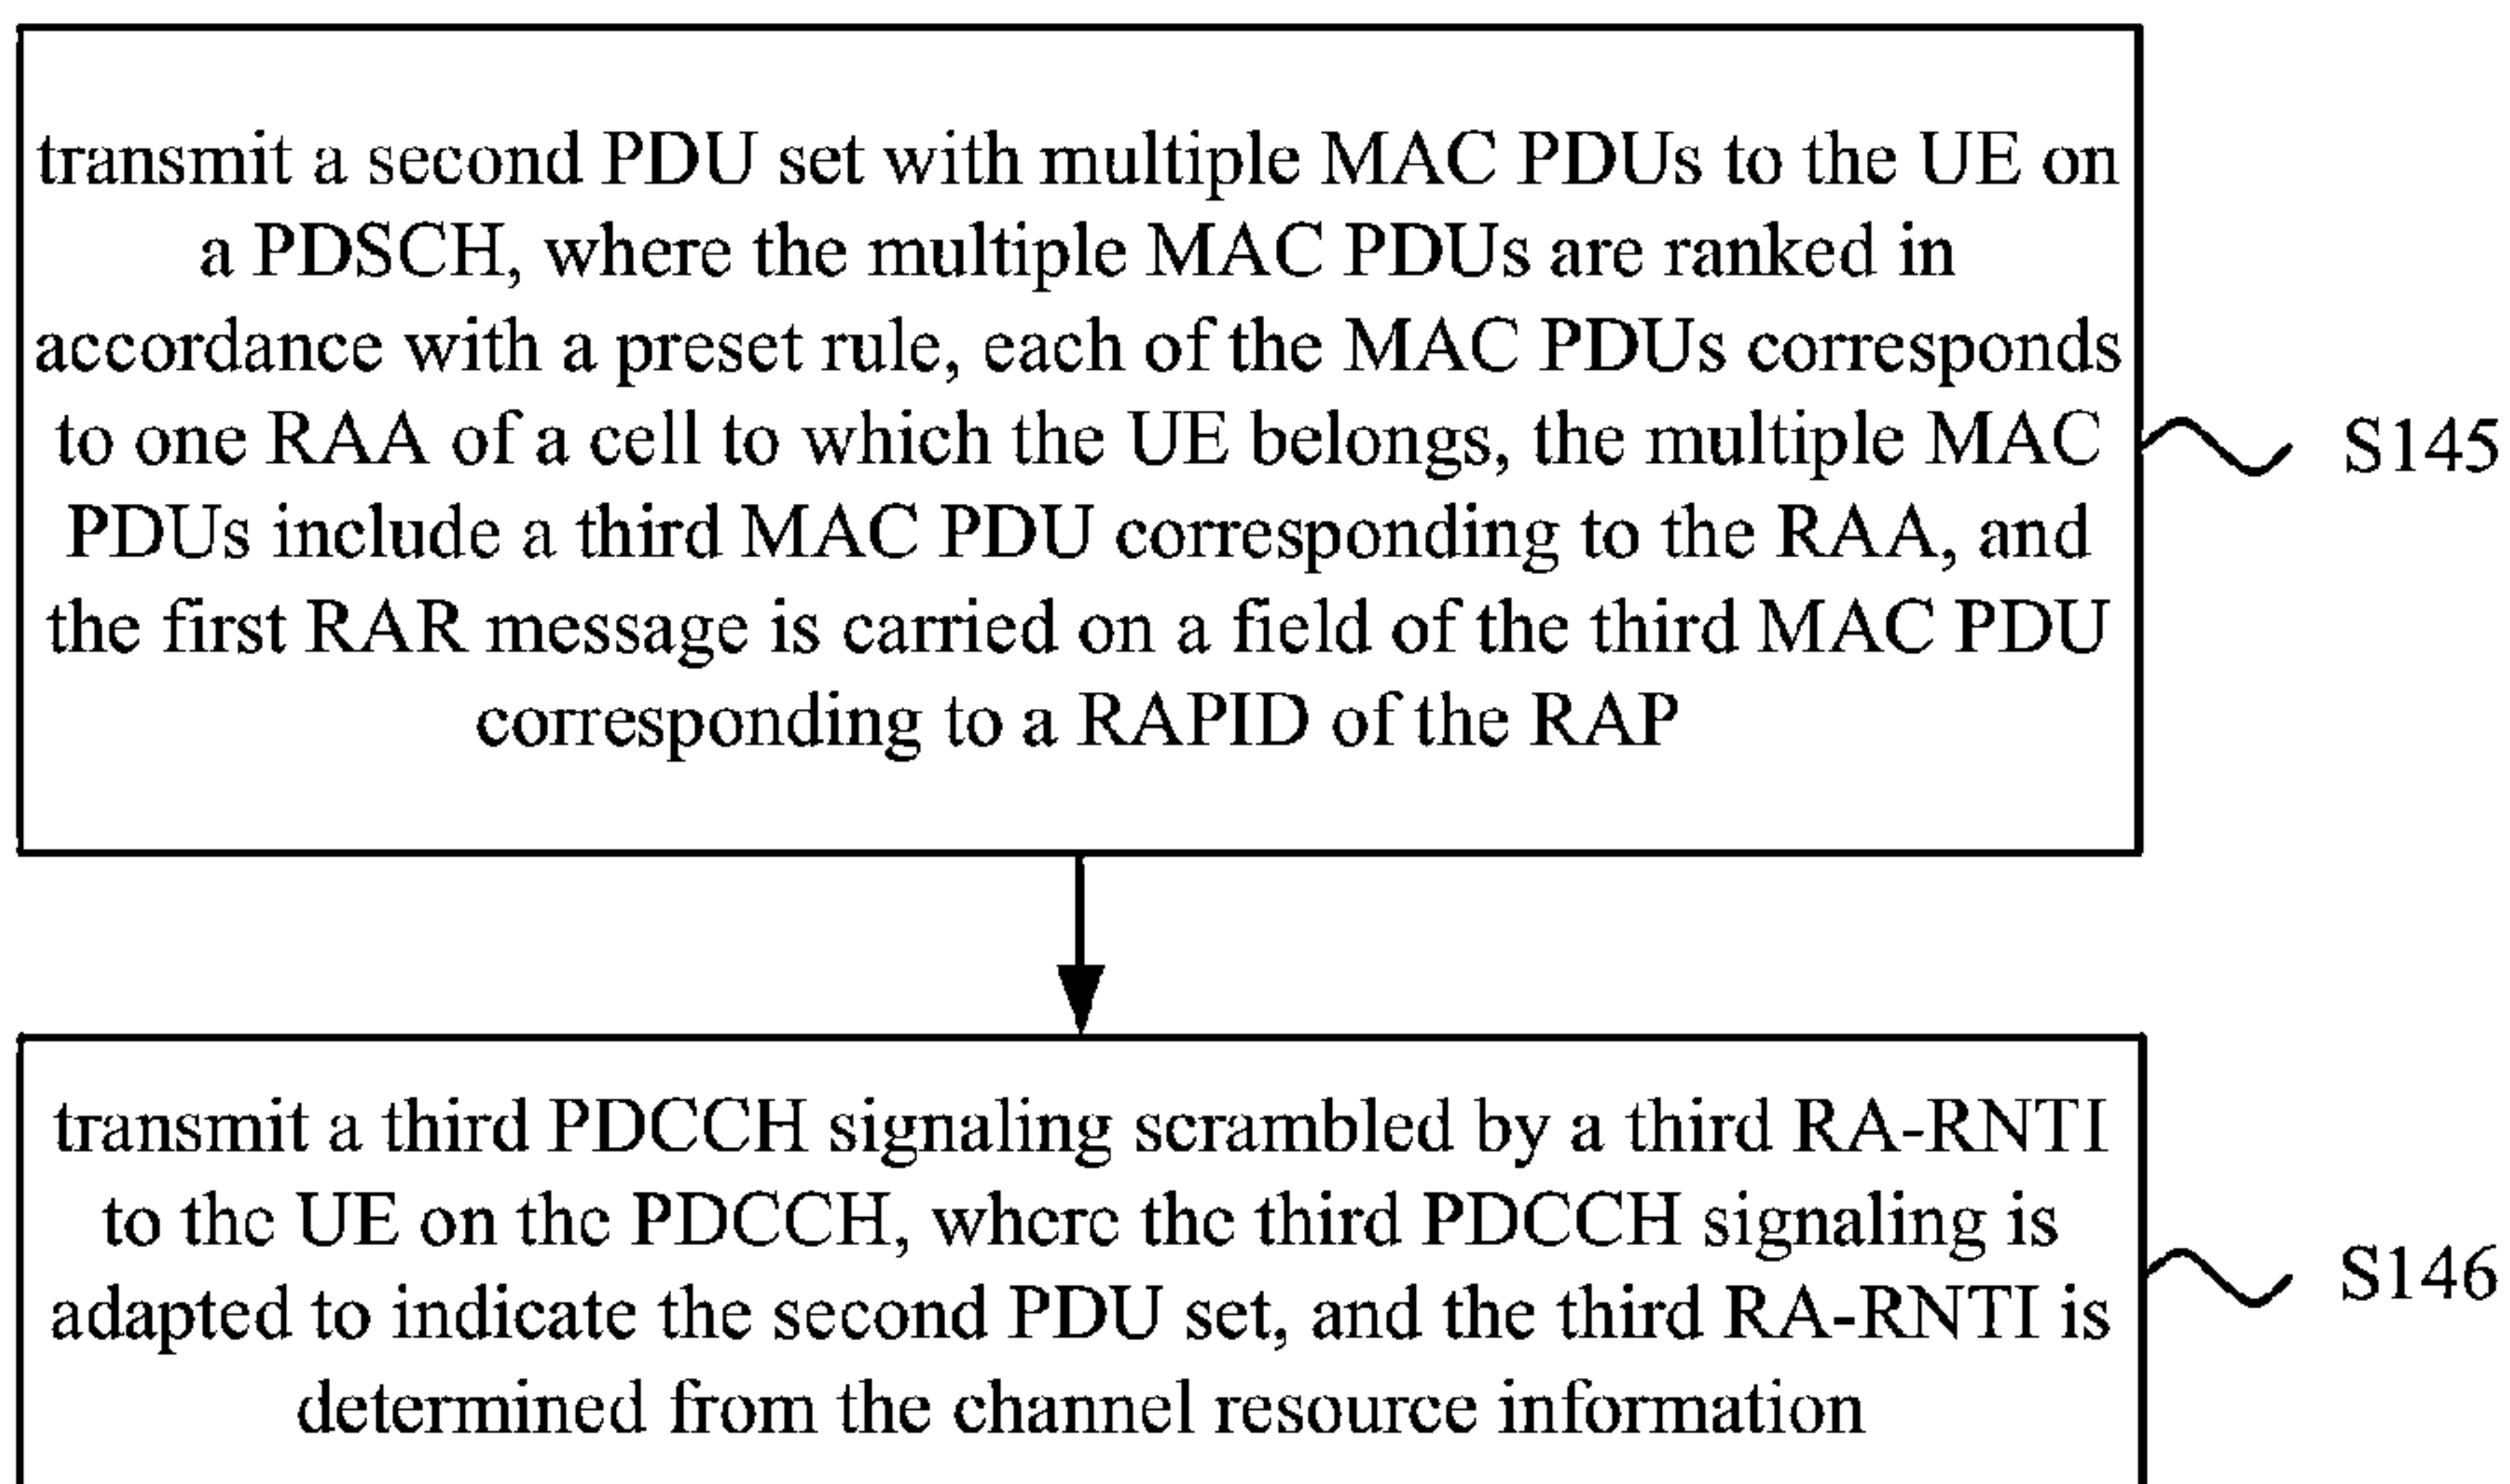 transmit a second PDU set with multiple MAC PDUs to the UE on
a PDSCH, where the multiple MAC PDUs are ranked in
accordance with a preset rule, each of the MAC PDUs corresponds
to one RAA of a cell to which the UE belongs, the multiple MAC
PDUs include a third MAC PDU corresponding to the RAA, and
the first RAR message is carried on a field of the third MAC PDU
corresponding to a RAPID of the RAP
S145
transmit a third PDCCH signaling scrambled by a third RA-RNTI
to the UE on the PDCCH, where the third PDCCH signaling is
adapted to indicate the second PDU set, and the third RA-RNTI is
determined from the channel resource information
S146